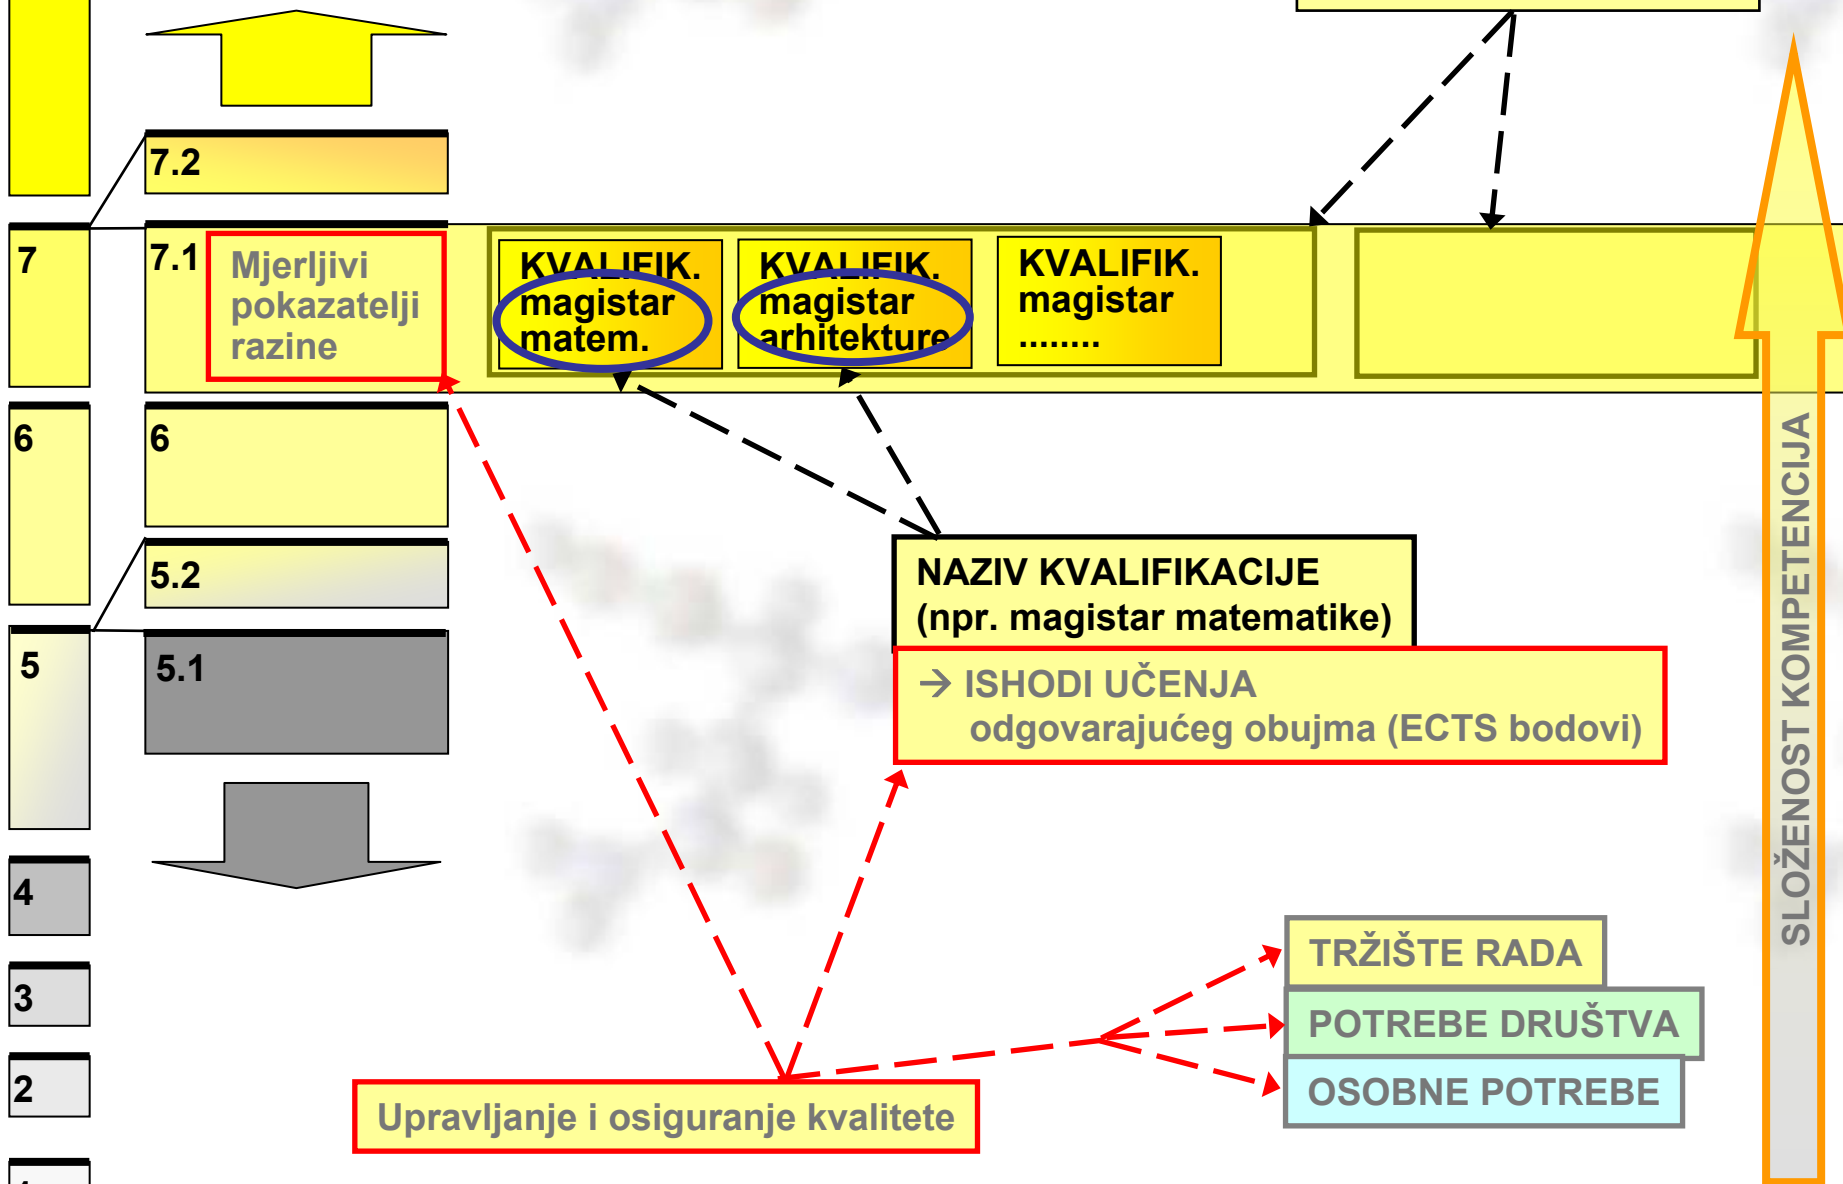 7.2
7
7.1
Mjerljivi
pokazatelji
razine
KVALIFIK.
magistar
matem.
KVALIFIK.
magistar
arhitekture
KVALIFIK.
magistar
........
6
6
5.2
5
5.1
NAZIV KVALIFIKACIJE
(npr. magistar matematike)
→ ISHODI UČENJA
odgovarajućeg obujma (ECTS bodovi)
SLOŽENOST KOMPETENCIJA
4
3
2
TRŽIŠTE RADA
POTREBE DRUŠTVA
OSOBNE POTREBE
Upravljanje i osiguranje kvalitete